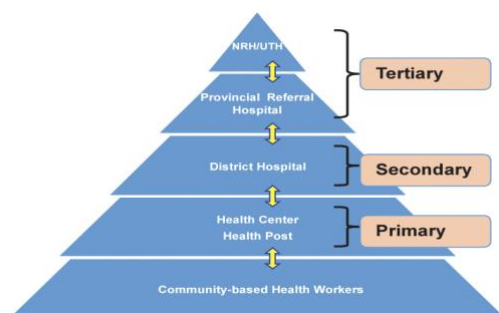 NRH/UTH
Tertiary
Provincial Referral
Hospital
District Hospital
Secondary
Health Center
Health Post
Primary
Community-based Health Workers